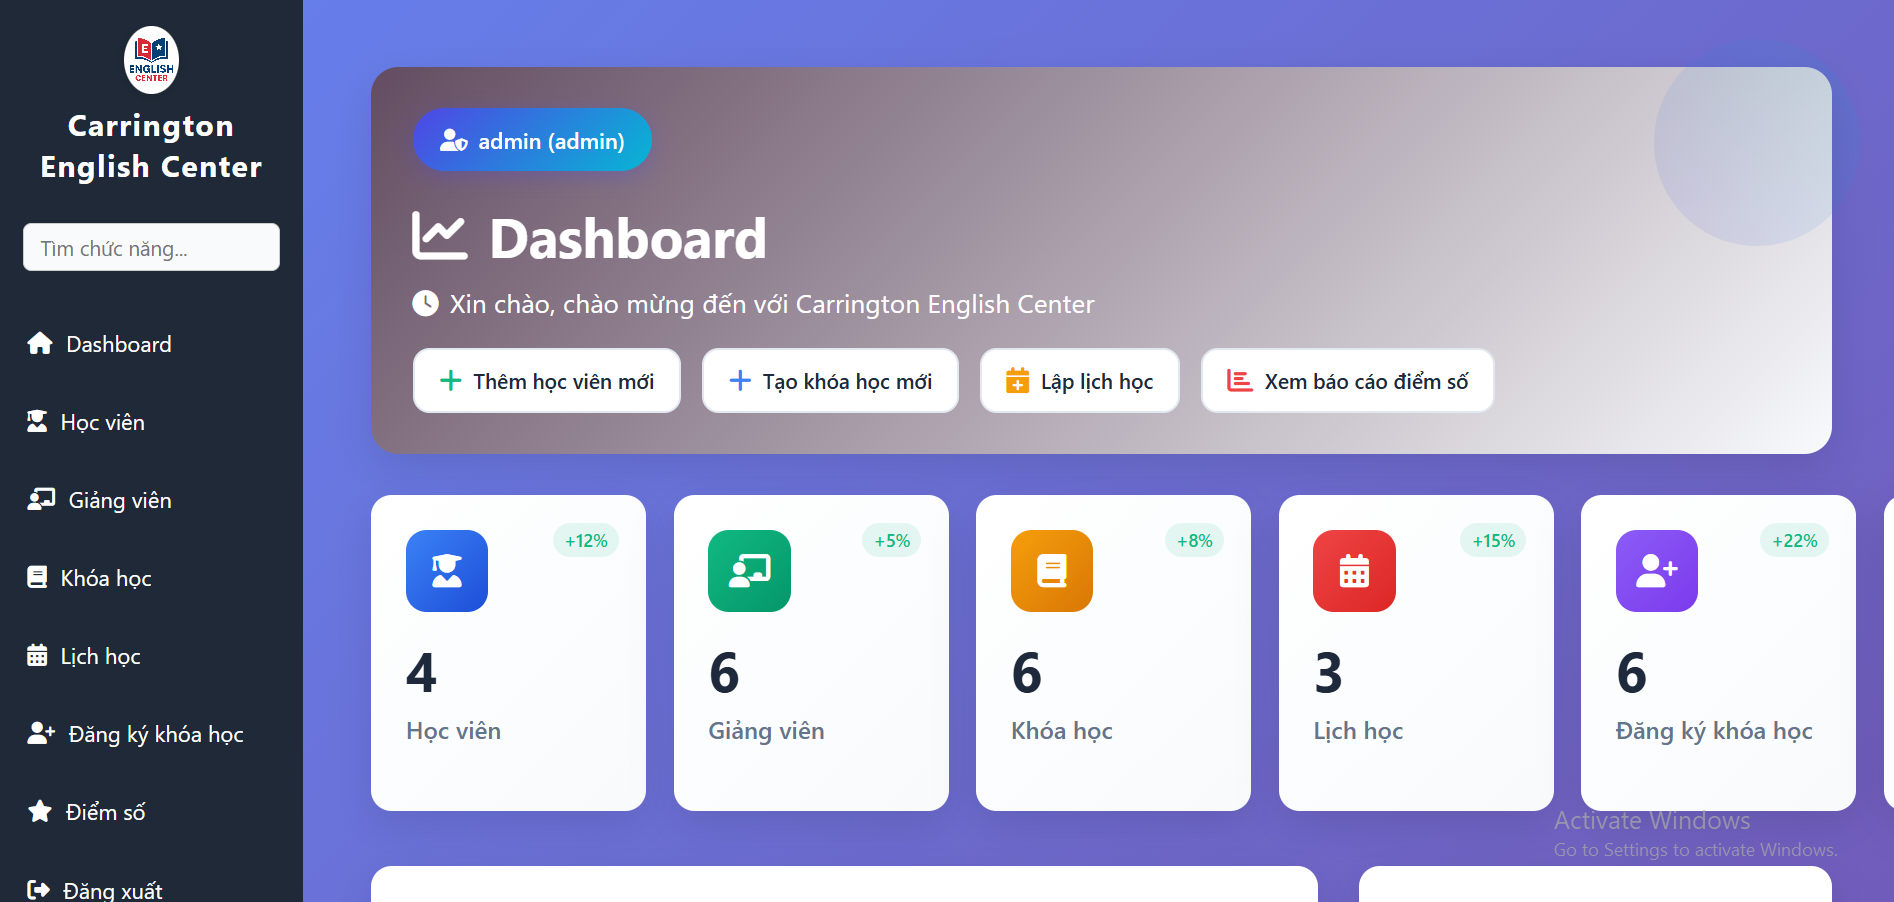 E
ENGLISH
CENTER
Carrington
English Center
Tìm chức năng...
Dashboard
Học viên
Giảng viên
Khóa học
Lịch học
Đăng ký khóa học
Điểm số
Đăng xuất
admin (admin)
Dashboard
Xin chào, chào mừng đến với Carrington English Center
Thêm học viên mới
Tạo khóa học mới
Lập lịch học
Xem báo cáo điểm số
+12%
4
Học viên
+5%
6
Giảng viên
+8%
6
Khóa học
+15%
3
Lịch học
+22%
6
Đăng ký khóa học
Activate Windows
Go to Settings to activate Windows.